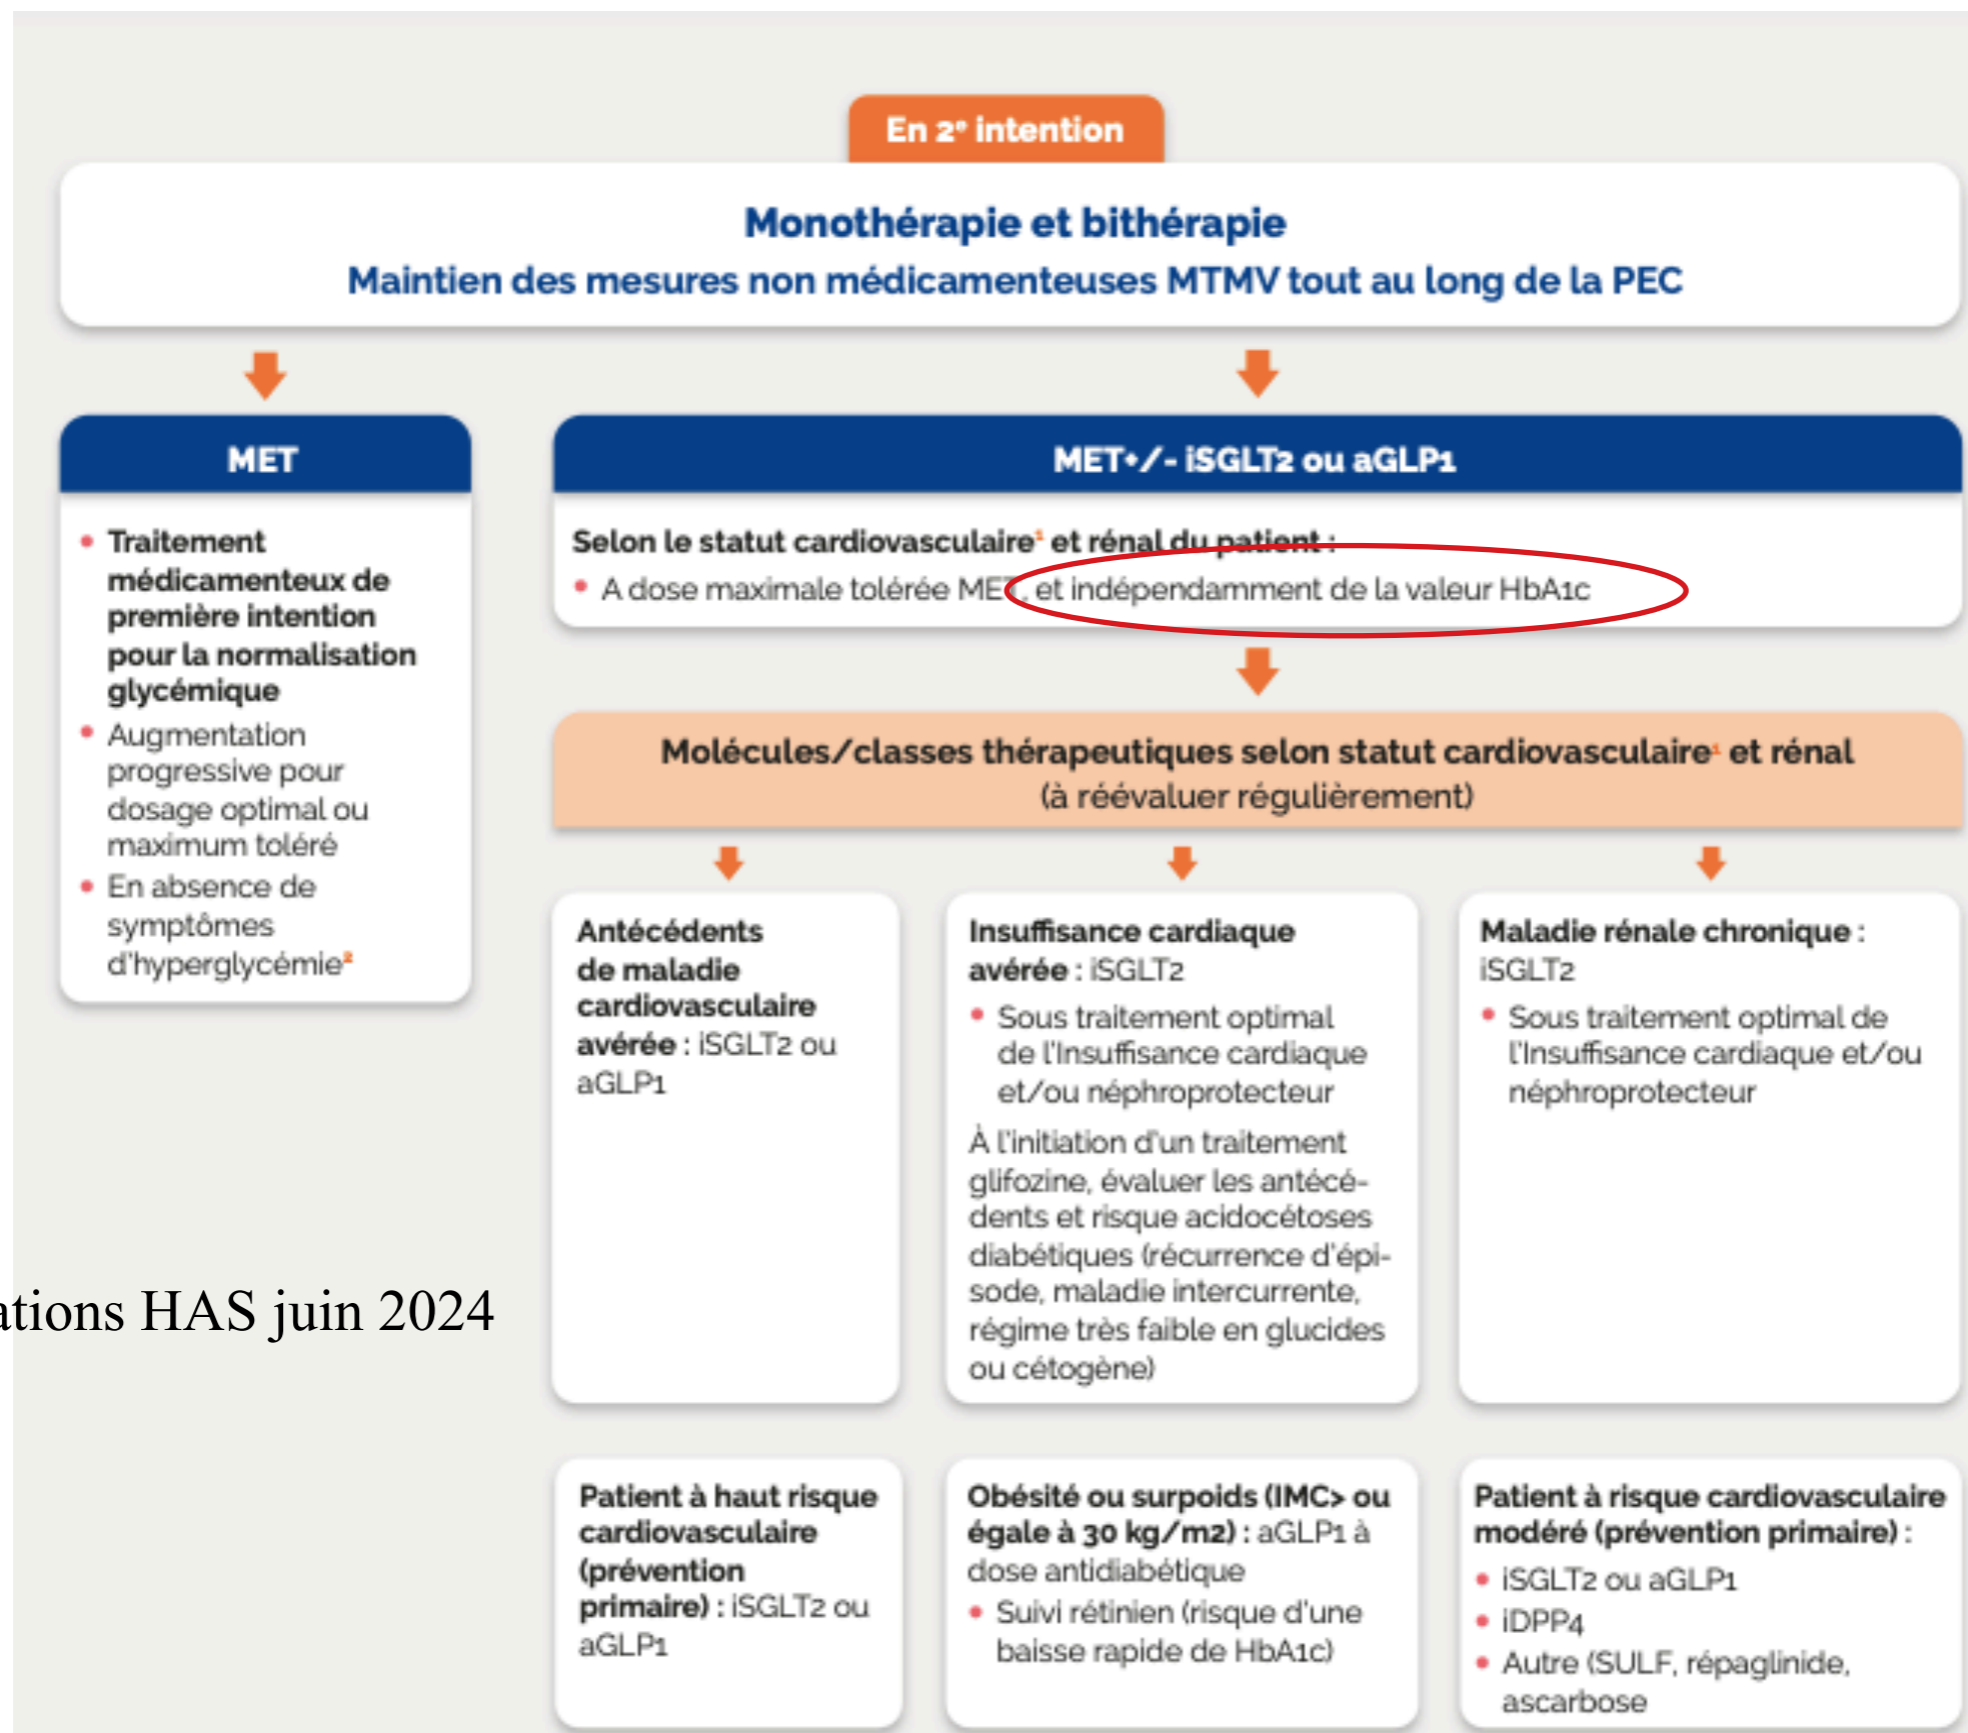 En 2e intention
Monothérapie et bithérapie
Maintien des mesures non médicamenteuses MTMV tout au long de la PEC
MET
• Traitement
médicamenteux de
première intention
pour la normalisation
glycémique
• Augmentation
progressive pour
dosage optimal ou
maximum toléré
• En absence de
symptômes
d'hyperglycémie²
MET+/- iSGLT2 ou aGLP1
Selon le statut cardiovasculaire¹ et rénal du patient :
• A dose maximale tolérée MET, et indépendamment de la valeur HbA1c
Molécules/classes thérapeutiques selon statut cardiovasculaire¹ et rénal
(à réévaluer régulièrement)
Antécédents
de maladie
cardiovasculaire
avérée : iSGLT2 ou
aGLP1
Insuffisance cardiaque
avérée : iSGLT2
• Sous traitement optimal
de l'Insuffisance cardiaque
et/ou néphroprotecteur
À l'initiation d'un traitement
glifozine, évaluer les antécé-
dents et risque acidocétoses
diabétiques (récurrence d'épi-
sode, maladie intercurrente,
régime très faible en glucides
ou cétogène)
Maladie rénale chronique :
iSGLT2
• Sous traitement optimal de
l'Insuffisance cardiaque et/ou
néphroprotecteur
ations HAS juin 2024
Patient à haut risque
cardiovasculaire
(prévention
primaire) : iSGLT2 ou
aGLP1
Obésité ou surpoids (IMC> ou
égale à 30 kg/m2) : aGLP1 à
dose antidiabétique
• Suivi rétinien (risque d'une
baisse rapide de HbA1c)
Patient à risque cardiovasculaire
modéré (prévention primaire) :
• iSGLT2 ou aGLP1
• iDPP4
• Autre (SULF, répaglinide,
ascarbose